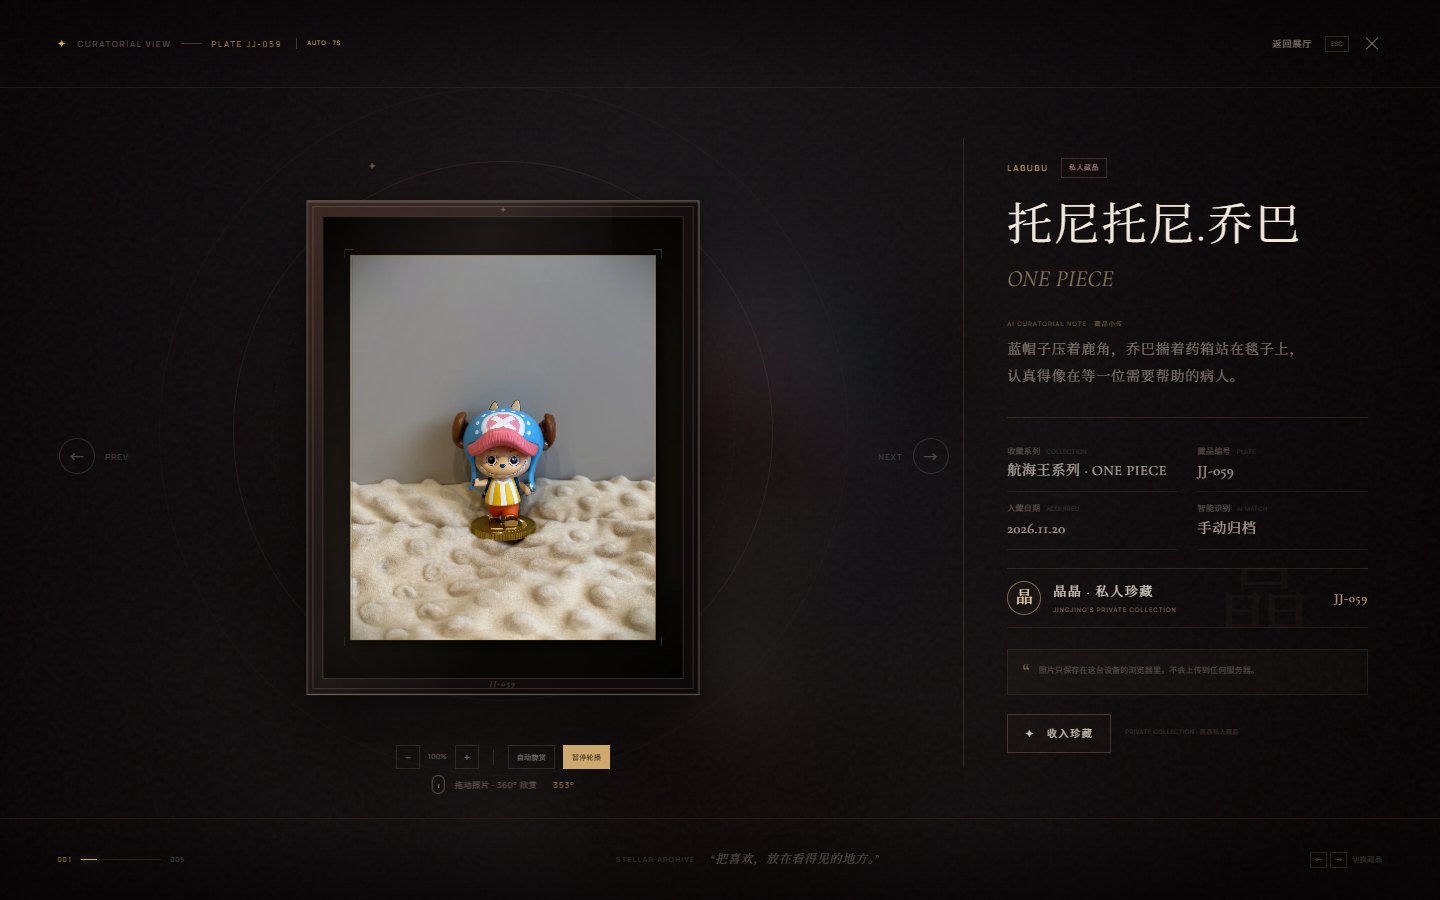 ✦ CURATORIAL VIEW — PLATE JJ-059 | AUTO · 7S
返回展厅 ESC
LABUBU 私人藏品
托尼托尼.乔巴
ONE PIECE
AI CURATORIAL NOTE · 藏品小传
蓝帽子压着鹿角，乔巴揣着药箱站在毯子上，
认真得像在等一位需要帮助的病人。
收藏系列 COLLECTION
航海王系列 · ONE PIECE
藏品编号 PLATE
JJ-059
入藏日期 ACQUIRED
2026.11.20
智能识别 AI MATCH
手动归档
晶 晶晶 · 私人珍藏
JINGJING'S PRIVATE COLLECTION
晶
JJ-059
“ 照片只保存在这台设备的浏览器里，不会上传到任何服务器。
✦ 收入珍藏
PRIVATE COLLECTION · 晶晶私人藏品
← PREV
NEXT →
JJ-059
− 100% + 自动旋赏 暂停轮播
拖动照片 · 360° 欣赏 353°
001 005
STELLAR ARCHIVE “把喜欢，放在看得见的地方。”
← → 切换藏品